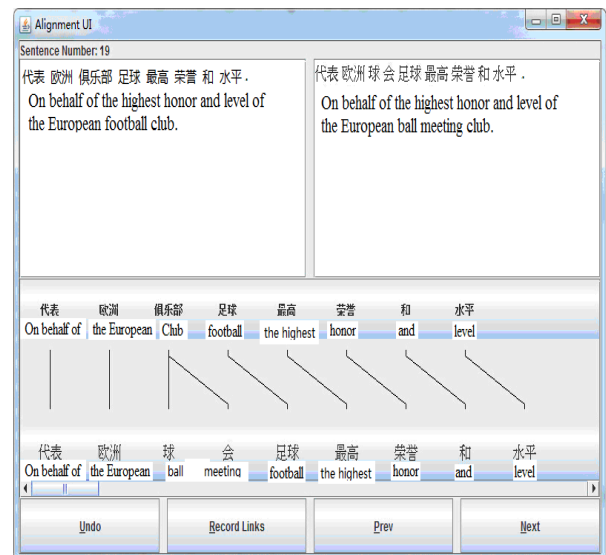 Alignment UI
Sentence Number: 19
代表 欧洲 俱乐部 足球 最高 荣誉 和 水平 .
On behalf of the highest honor and level of
the European football club.
代表 欧洲 球 会 足球 最高 荣誉 和 水平 .
On behalf of the highest honor and level of
the European ball meeting club.
代表 欧洲 俱乐部 足球 最高 荣誉 和 水平
On behalf of the European Club football the highest honor and level
代表 欧洲 球 会 足球 最高 荣誉 和 水平
On behalf of the European ball meeting football the highest honor and level
Undo Record Links Prev Next